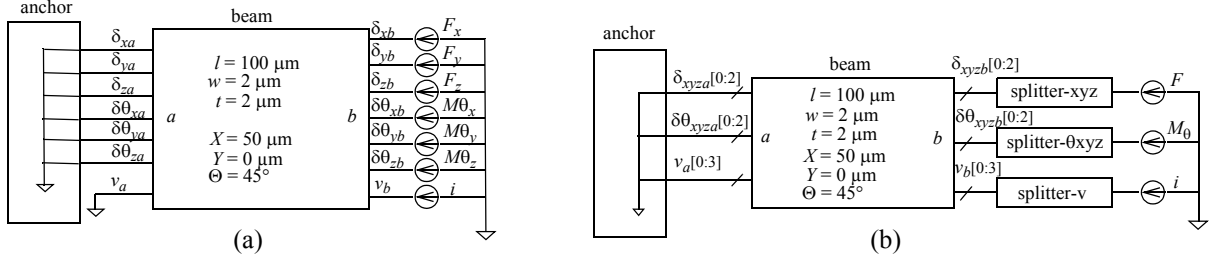 anchor
beam
δxa
δya
δza
δθxa
δθya
δθza
va
a
l = 100 μm
w = 2 μm
t = 2 μm
X = 50 μm
Y = 0 μm
Θ = 45°
b
δxb
δyb
δzb
δθxb
δθyb
δθzb
vb
Fx
Fy
Fz
Mθx
Mθy
Mθz
i
(a)
anchor
beam
δxyza[0:2]
δθxyza[0:2]
va[0:3]
a
l = 100 μm
w = 2 μm
t = 2 μm
X = 50 μm
Y = 0 μm
Θ = 45°
b
δxyzb[0:2]
δθxyzb[0:2]
vb[0:3]
splitter-xyz
splitter-θxyz
splitter-v
F
Mθ
i
(b)